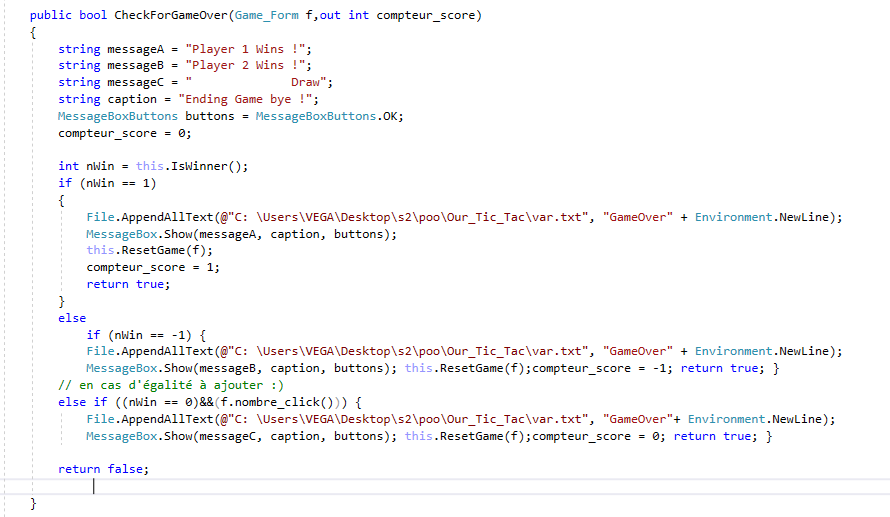 public bool CheckForGameOver(Game_Form f,out int compteur_score)
{
string messageA = "Player 1 Wins !";
string messageB = "Player 2 Wins !";
string messageC = "              Draw";
string caption = "Ending Game bye !";
MessageBoxButtons buttons = MessageBoxButtons.OK;
compteur_score = 0;
int nWin = this.IsWinner();
if (nWin == 1)
{
File.AppendAllText(@"C: \Users\VEGA\Desktop\s2\poo\Our_Tic_Tac\var.txt", "GameOver" + Environment.NewLine);
MessageBox.Show(messageA, caption, buttons);
this.ResetGame(f);
compteur_score = 1;
return true;
}
else
if (nWin == -1) {
File.AppendAllText(@"C: \Users\VEGA\Desktop\s2\poo\Our_Tic_Tac\var.txt", "GameOver" + Environment.NewLine);
MessageBox.Show(messageB, caption, buttons); this.ResetGame(f);compteur_score = -1; return true; }
// en cas d'égalité à ajouter :)
else if ((nWin == 0)&&(f.nombre_click())) {
File.AppendAllText(@"C: \Users\VEGA\Desktop\s2\poo\Our_Tic_Tac\var.txt", "GameOver"+ Environment.NewLine);
MessageBox.Show(messageC, caption, buttons); this.ResetGame(f);compteur_score = 0; return true; }
return false;
}